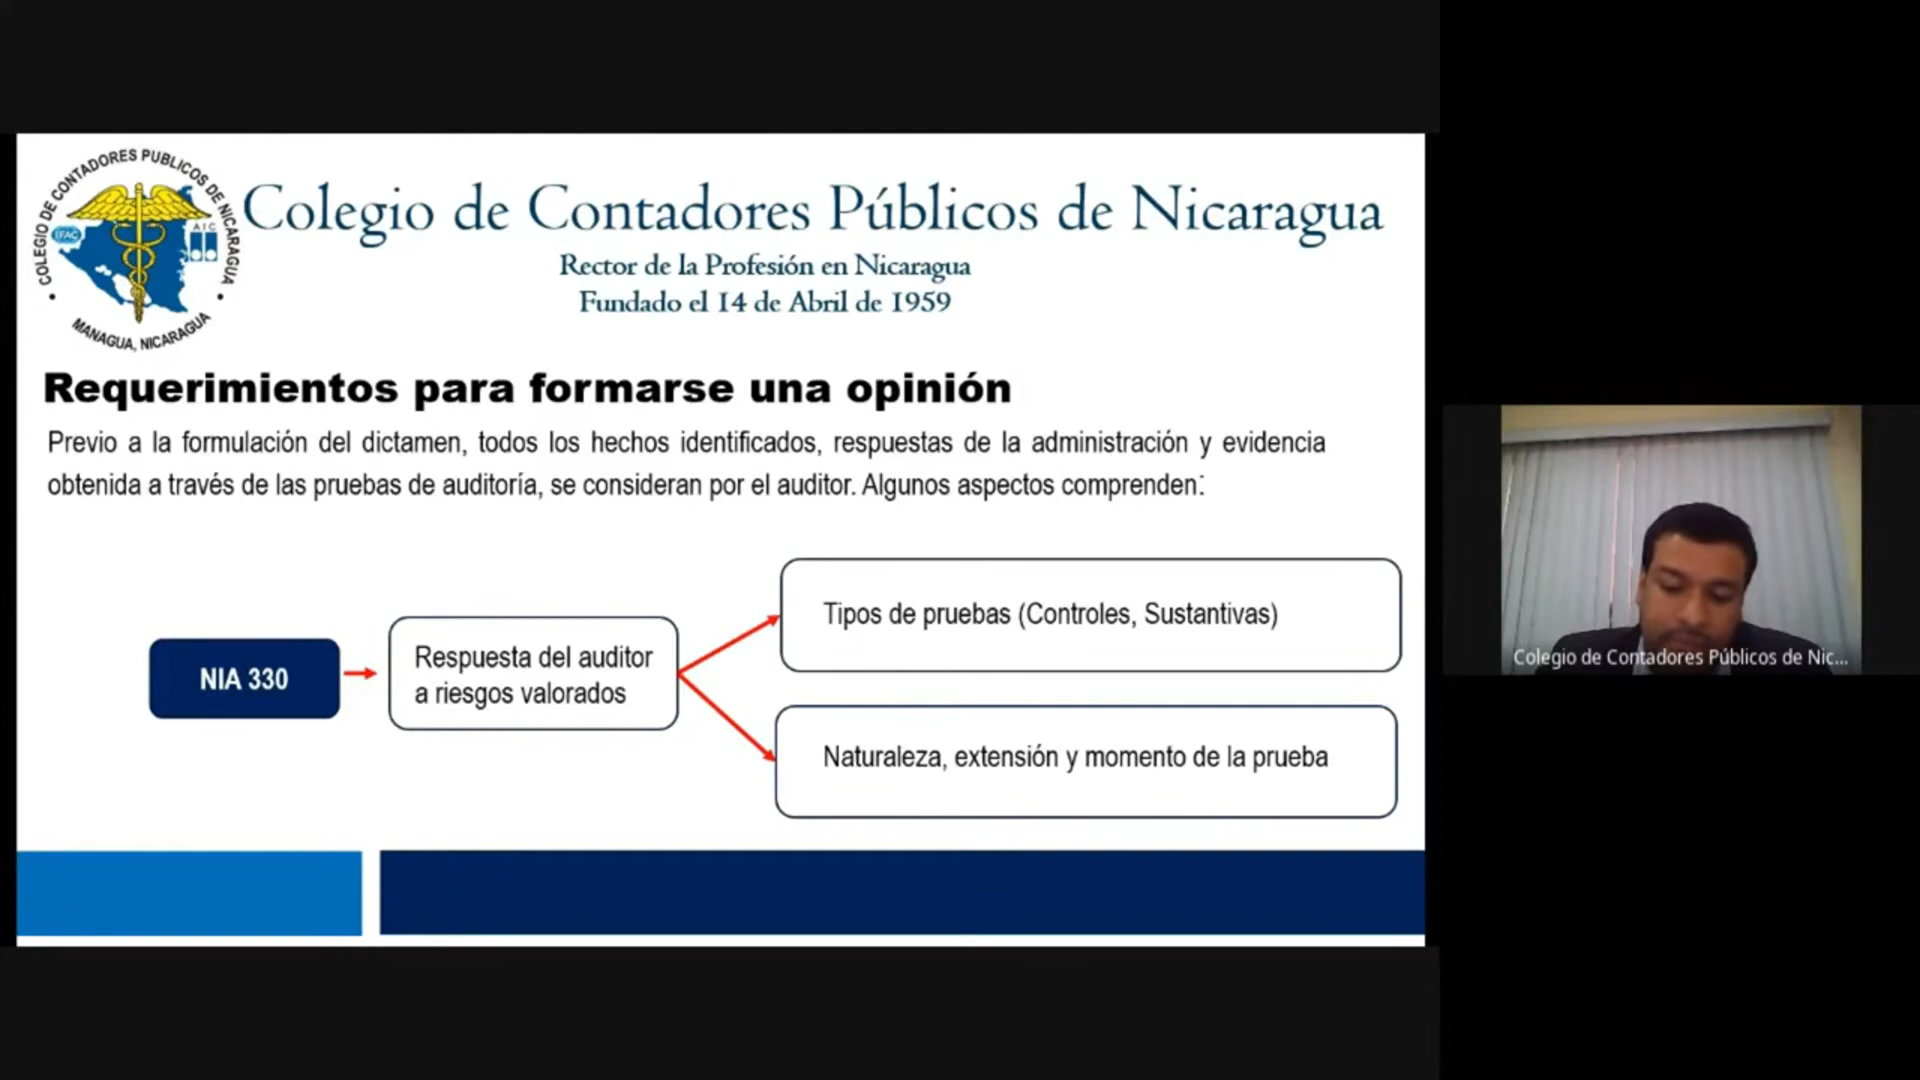 COLEGIO DE CONTADORES PUBLICOS DE NICARAGUA
IFAC
AIC
MANAGUA, NICARAGUA
Colegio de Contadores Públicos de Nicaragua
Rector de la Profesión en Nicaragua
Fundado el 14 de Abril de 1959
Requerimientos para formarse una opinión
Previo a la formulación del dictamen, todos los hechos identificados, respuestas de la administración y evidencia
obtenida a través de las pruebas de auditoría, se consideran por el auditor. Algunos aspectos comprenden:
NIA 330
Respuesta del auditor
a riesgos valorados
Tipos de pruebas (Controles, Sustantivas)
Naturaleza, extensión y momento de la prueba
Colegio de Contadores Públicos de Nic...